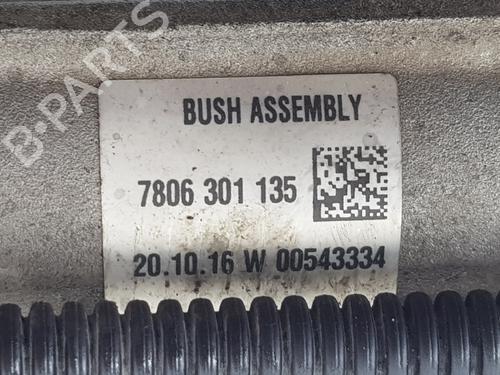 B-PARTS
BUSH ASSEMBLY
7806 301 135
20.10.16 W 00543334